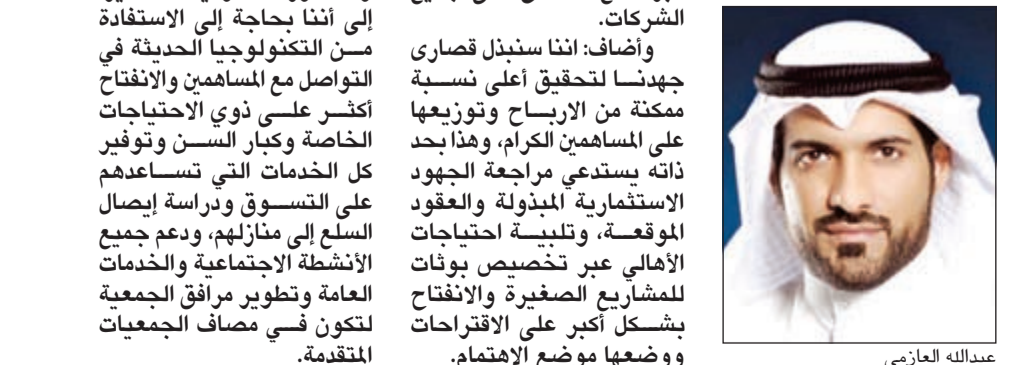 الشركات.
وأضاف: اننا سنبذل قصارى
جهدنا لتحقيق أعلى نسبة
ممكنة من الارباح وتوزيعها
على المساهمين الكرام، وهذا بحد
ذاته يستدعي مراجعة الجهود
الاستثمارية المبذولة والعقود
الموقعة، وتلبية احتياجات
الأهالي عبر تخصيص بوثات
للمشاريع الصغيرة والانفتاح
بشكل أكبر على الاقتراحات
ووضعها موضع الاهتمام.
إلى أننا بحاجة إلى الاستفادة
من التكنولوجيا الحديثة في
التواصل مع المساهمين والانفتاح
أكثر على ذوي الاحتياجات
الخاصة وكبار السن وتوفير
كل الخدمات التي تساعدهم
على التسوق ودراسة إيصال
السلع إلى منازلهم، ودعم جميع
الأنشطة الاجتماعية والخدمات
العامة وتطوير مرافق الجمعية
لتكون في مصاف الجمعيات
المتقدمة.
عبدالله العازمي